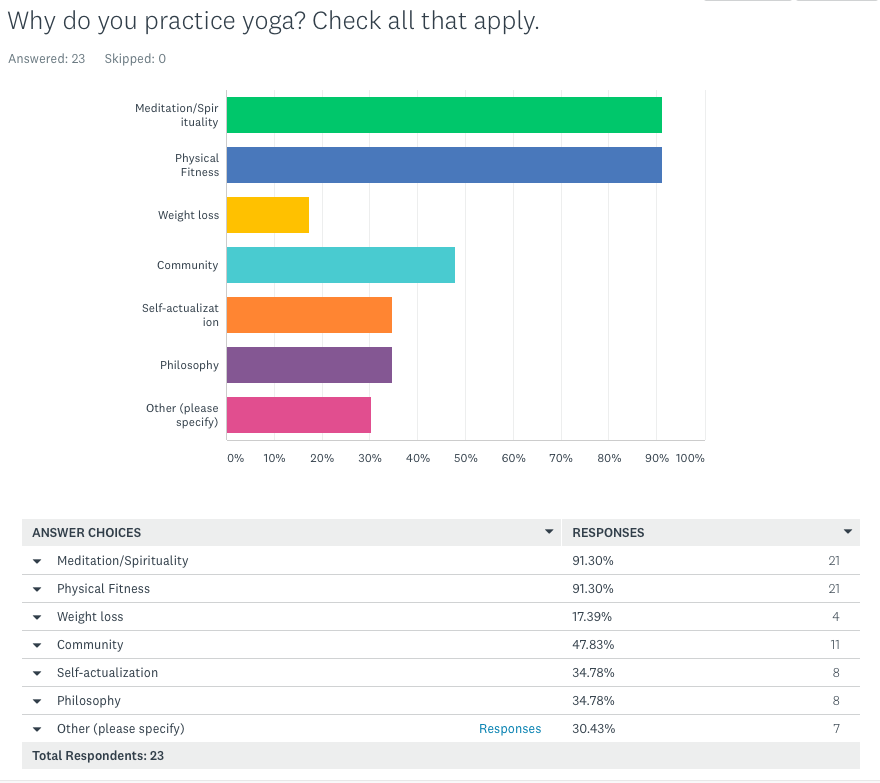 Why do you practice yoga? Check all that apply.
Answered: 23 Skipped: 0
Meditation/Spir
ituality
Physical
Fitness
Weight loss
Community
Self-actualizat
ion
Philosophy
Other (please
specify)
0% 10% 20% 30% 40% 50% 60% 70% 80% 90% 100%
ANSWER CHOICES RESPONSES
Meditation/Spirituality 91.30% 21
Physical Fitness 91.30% 21
Weight loss 17.39% 4
Community 47.83% 11
Self-actualization 34.78% 8
Philosophy 34.78% 8
Other (please specify) Responses 30.43% 7
Total Respondents: 23